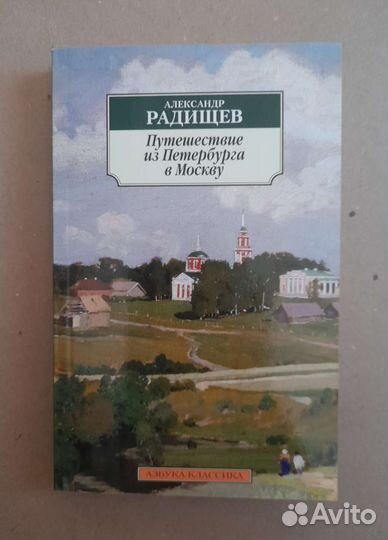 АЛЕКСАНДР
РАДИЩЕВ
Путешествие
из Петербурга
в Москву
АЗБУКА-КЛАССИКА
Avito